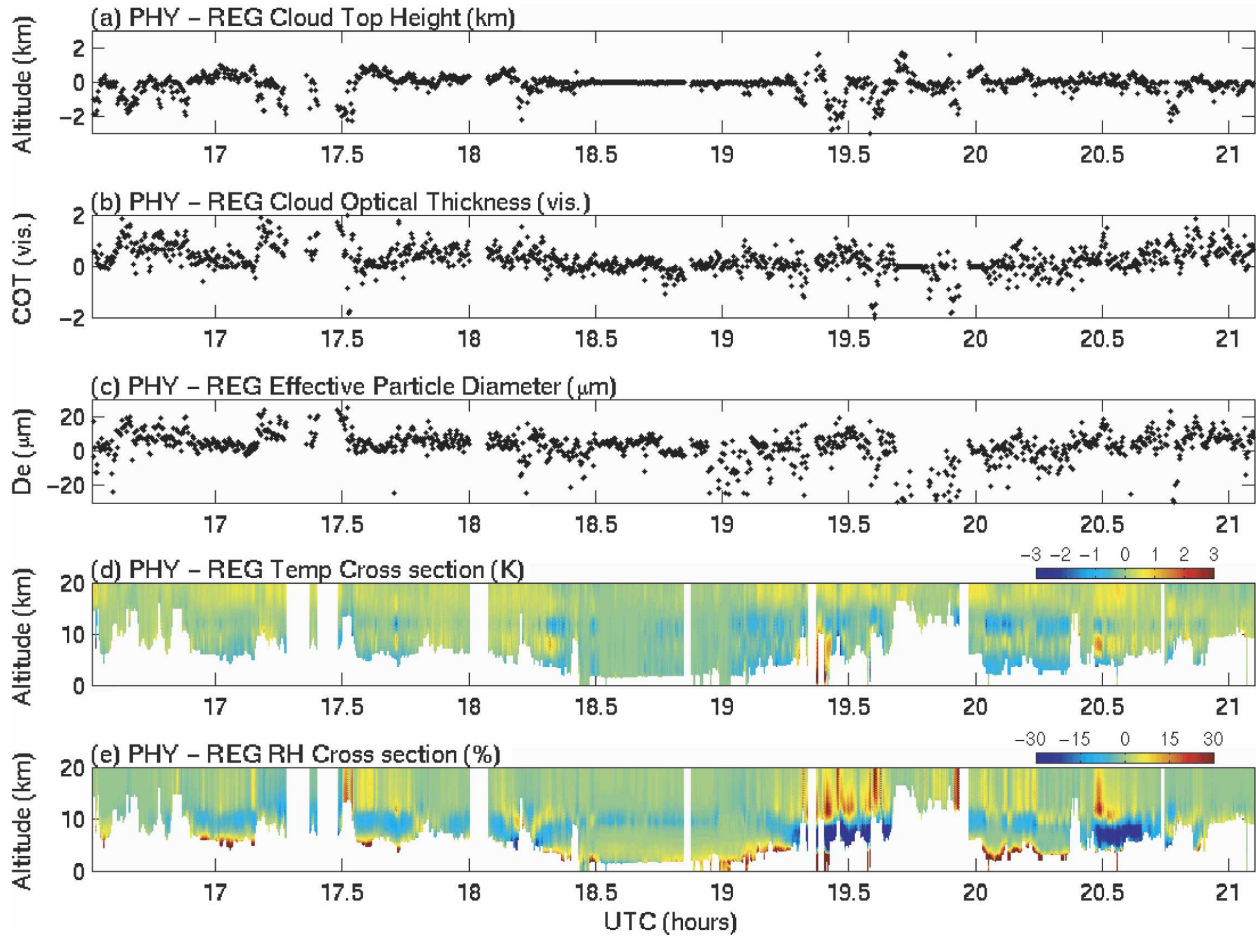 (a) PHY – REG Cloud Top Height (km)
Altitude (km)
2
0
−2
17 17.5 18 18.5 19 19.5 20 20.5 21
(b) PHY – REG Cloud Optical Thickness (vis.)
COT (vis.)
2
0
−2
17 17.5 18 18.5 19 19.5 20 20.5 21
(c) PHY – REG Effective Particle Diameter (μm)
De (μm)
20
0
−20
17 17.5 18 18.5 19 19.5 20 20.5 21
(d) PHY – REG Temp Cross section (K)
−3 −2 −1 0 1 2 3
Altitude (km)
20
10
0
17 17.5 18 18.5 19 19.5 20 20.5 21
(e) PHY – REG RH Cross section (%)
−30 −15 0 15 30
Altitude (km)
20
10
0
17 17.5 18 18.5 19 19.5 20 20.5 21
UTC (hours)